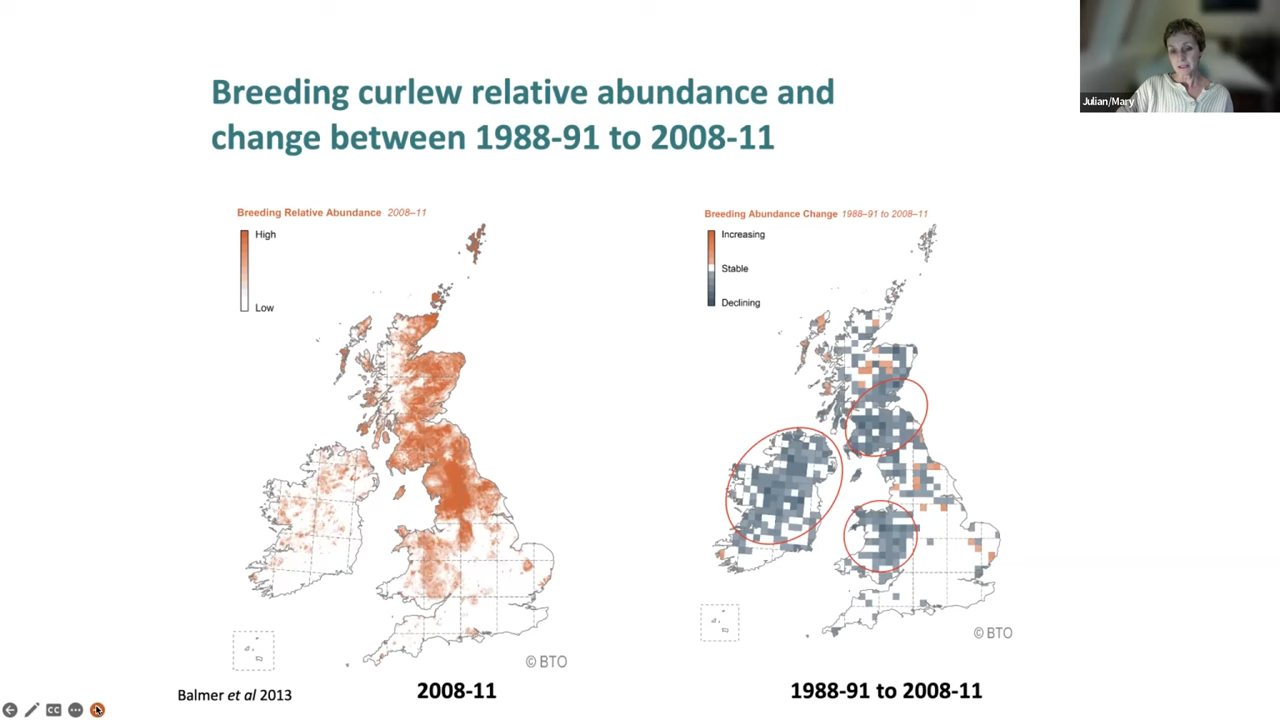 Breeding curlew relative abundance and
change between 1988-91 to 2008-11
Julian/Mary
Breeding Relative Abundance 2008–11
High
Low
© BTO
Breeding Abundance Change 1988–91 to 2008–11
Increasing
Stable
Declining
© BTO
Balmer et al 2013
2008-11
1988-91 to 2008-11
CC